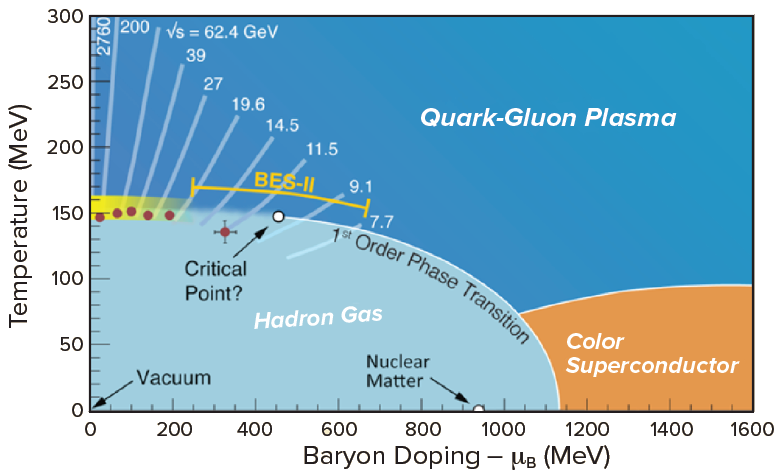 300
250
200
150
100
50
0
Temperature (MeV)
2760
200
√s = 62.4 GeV
39
27
19.6
14.5
11.5
9.1
7.7
BES-II
Quark-Gluon Plasma
1st Order Phase Transition
Critical
Point?
Hadron Gas
Color
Superconductor
Vacuum
Nuclear
Matter
0 200 400 600 800 1000 1200 1400 1600
Baryon Doping – μB (MeV)